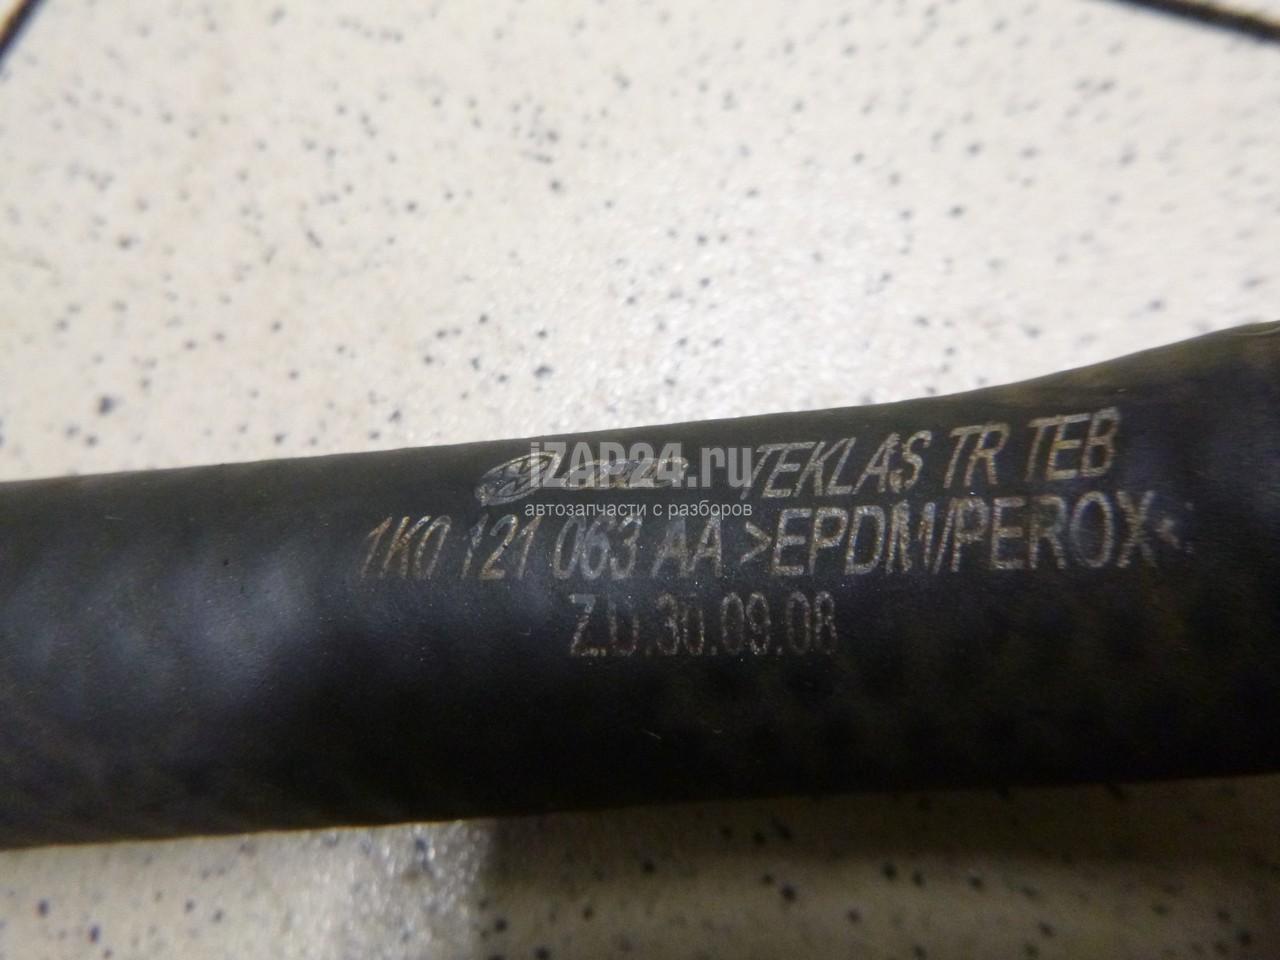 iZAP24.ru TEKLAS TR TEB
автозапчасти с разборов
1K0 121 063 AA >EPDM/PEROX<
Z.D.30.09.08